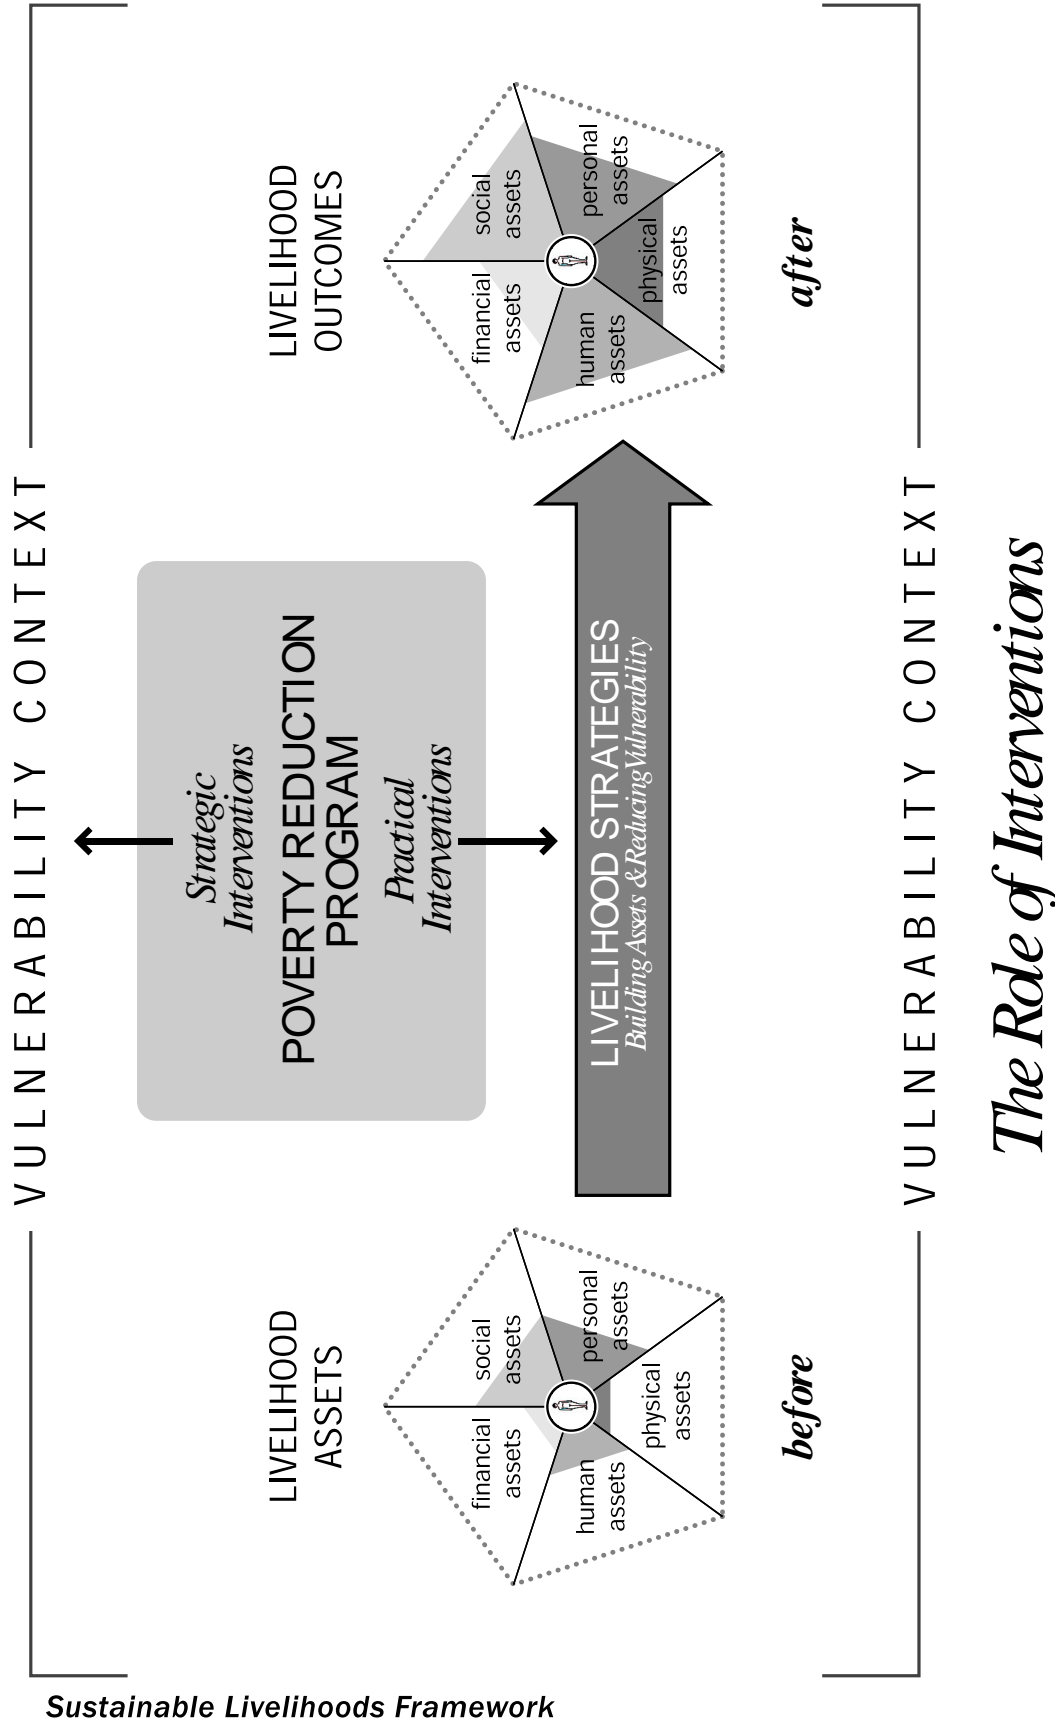 Sustainable Livelihoods Framework
VULNERABILITY CONTEXT
Strategic
Interventions
POVERTY REDUCTION
PROGRAM
Practical
Interventions
LIVELIHOOD
ASSETS
financial
assets
social
assets
human
assets
personal
assets
physical
assets
before
LIVELIHOOD STRATEGIES
Building Assets & Reducing Vulnerability
LIVELIHOOD
OUTCOMES
financial
assets
social
assets
human
assets
personal
assets
physical
assets
after
VULNERABILITY CONTEXT
The Role of Interventions